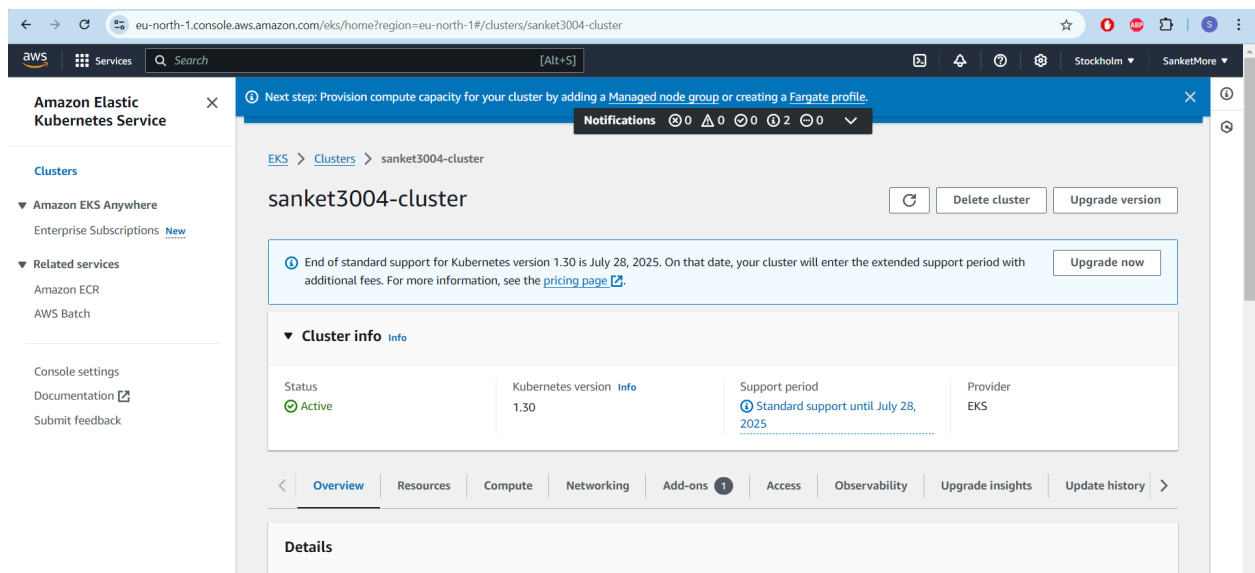 eu-north-1.console.aws.amazon.com/eks/home?region=eu-north-1#/clusters/sanket3004-cluster
ABP
S
aws Services Search [Alt+S] Stockholm ▼ SanketMore ▼
Amazon Elastic
Kubernetes Service
Clusters
Amazon EKS Anywhere
Enterprise Subscriptions New
Related services
Amazon ECR
AWS Batch
Console settings
Documentation
Submit feedback
Next step: Provision compute capacity for your cluster by adding a Managed node group or creating a Fargate profile.
Notifications 0 0 0 2 0
EKS > Clusters > sanket3004-cluster
sanket3004-cluster
Delete cluster
Upgrade version
End of standard support for Kubernetes version 1.30 is July 28, 2025. On that date, your cluster will enter the extended support period with
additional fees. For more information, see the pricing page.
Upgrade now
Cluster info Info
Status
Active
Kubernetes version Info
1.30
Support period
Standard support until July 28,
2025
Provider
EKS
Overview Resources Compute Networking Add-ons 1 Access Observability Upgrade insights Update history
Details